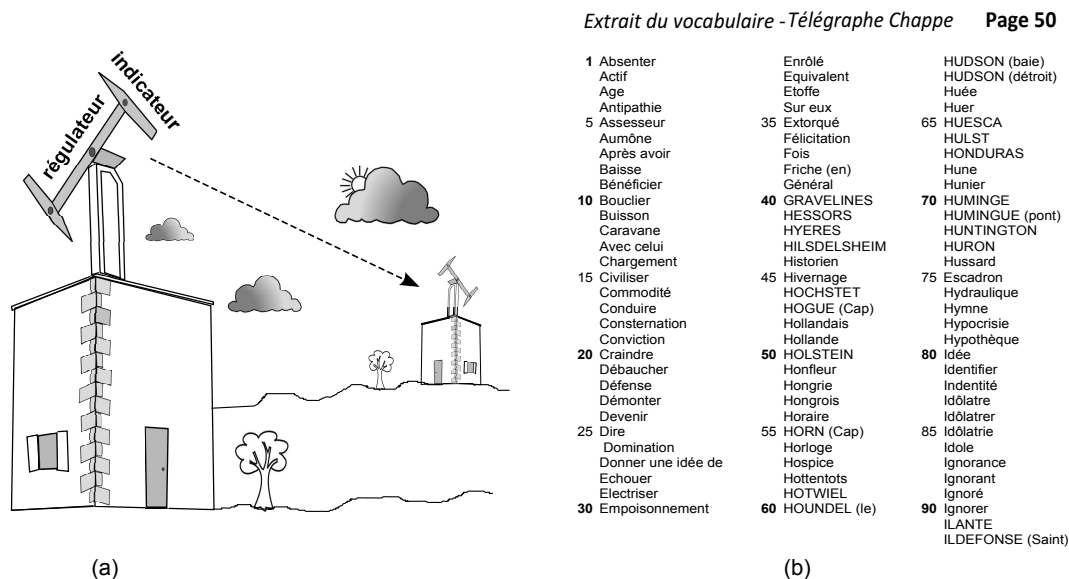 indicateur
régulateur
(a)
Extrait du vocabulaire - Télégraphe Chappe Page 50
1 Absenter
Actif
Age
Antipathie
5 Assesseur
Aumône
Après avoir
Baisse
Bénéficier
10 Bouclier
Buisson
Caravane
Avec celui
Chargement
15 Civiliser
Commodité
Conduire
Consternation
Conviction
20 Craindre
Débaucher
Défense
Démonter
Devenir
25 Dire
Domination
Donner une idée de
Echouer
Electriser
30 Empoisonnement
Enrôlé
Equivalent
Etoffe
Sur eux
35 Extorqué
Félicitation
Fois
Friche (en)
Général
40 GRAVELINES
HESSORS
HYERES
HILSDELSHEIM
Historien
45 Hivernage
HOCHSTET
HOGUE (Cap)
Hollandais
Hollande
50 HOLSTEIN
Honfleur
Hongrie
Hongrois
Horaire
55 HORN (Cap)
Horloge
Hospice
Hottentots
HOTWIEL
60 HOUNDEL (le)
HUDSON (baie)
HUDSON (détroit)
Huée
Huer
65 HUESCA
HULST
HONDURAS
Hune
Hunier
70 HUMINGE
HUMINGUE (pont)
HUNTINGTON
HURON
Hussard
75 Escadron
Hydraulique
Hymne
Hypocrisie
Hypothèque
80 Idée
Identifier
Indentité
Idôlatre
Idôlatrer
85 Idôlatrie
Idole
Ignorance
Ignorant
Ignoré
90 Ignorer
ILANTE
ILDEFONSE (Saint)
(b)